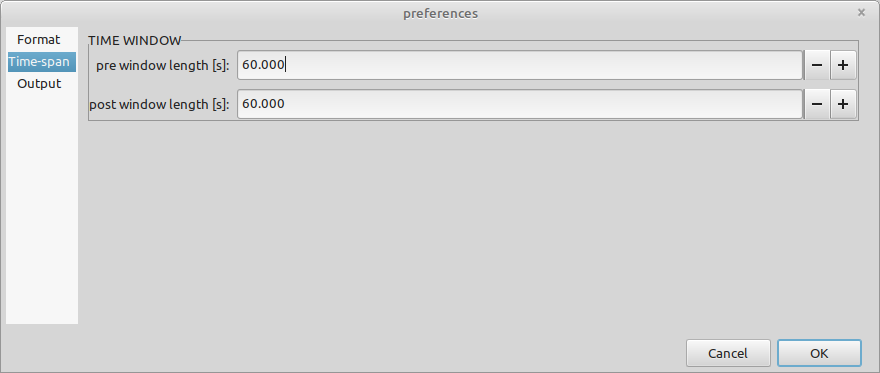 preferences
Format
Time-span
Output
TIME WINDOW
pre window length [s]: 60.000
post window length [s]: 60.000
Cancel OK